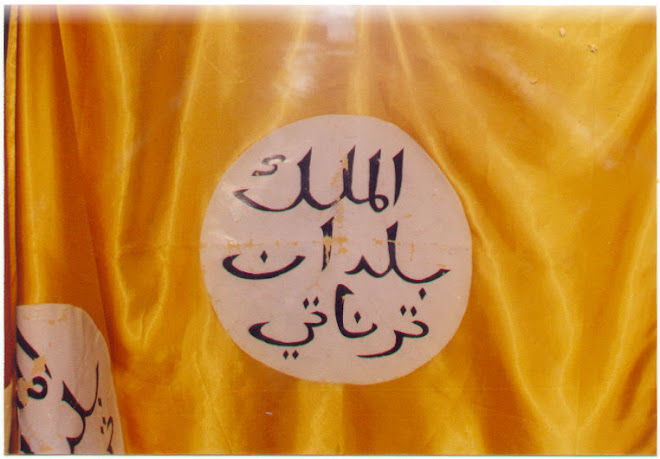 الملك
بلدان
ترناتي